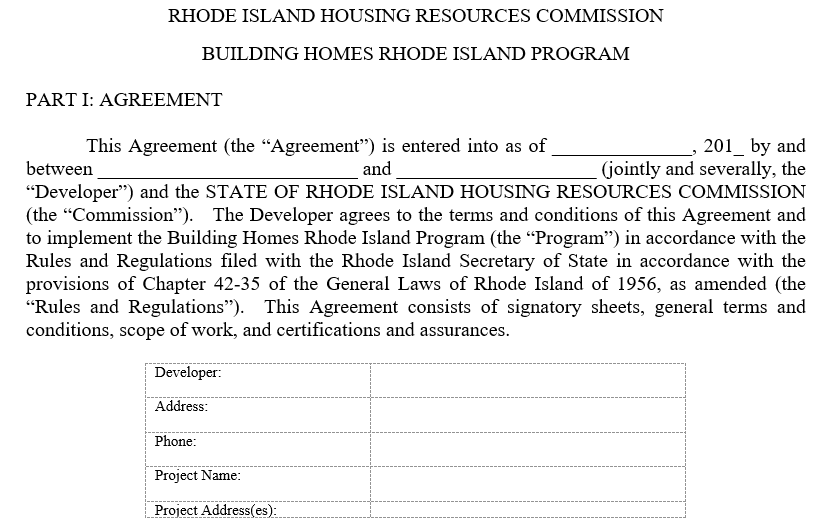 RHODE ISLAND HOUSING RESOURCES COMMISSION
BUILDING HOMES RHODE ISLAND PROGRAM
PART I: AGREEMENT
This Agreement (the “Agreement”) is entered into as of _______________, 201_ by and
between ____________________________ and _____________________ (jointly and severally, the
“Developer”) and the STATE OF RHODE ISLAND HOUSING RESOURCES COMMISSION
(the “Commission”). The Developer agrees to the terms and conditions of this Agreement and
to implement the Building Homes Rhode Island Program (the “Program”) in accordance with the
Rules and Regulations filed with the Rhode Island Secretary of State in accordance with the
provisions of Chapter 42-35 of the General Laws of Rhode Island of 1956, as amended (the
“Rules and Regulations”). This Agreement consists of signatory sheets, general terms and
conditions, scope of work, and certifications and assurances.
Developer:
Address:
Phone:
Project Name:
Project Address(es):